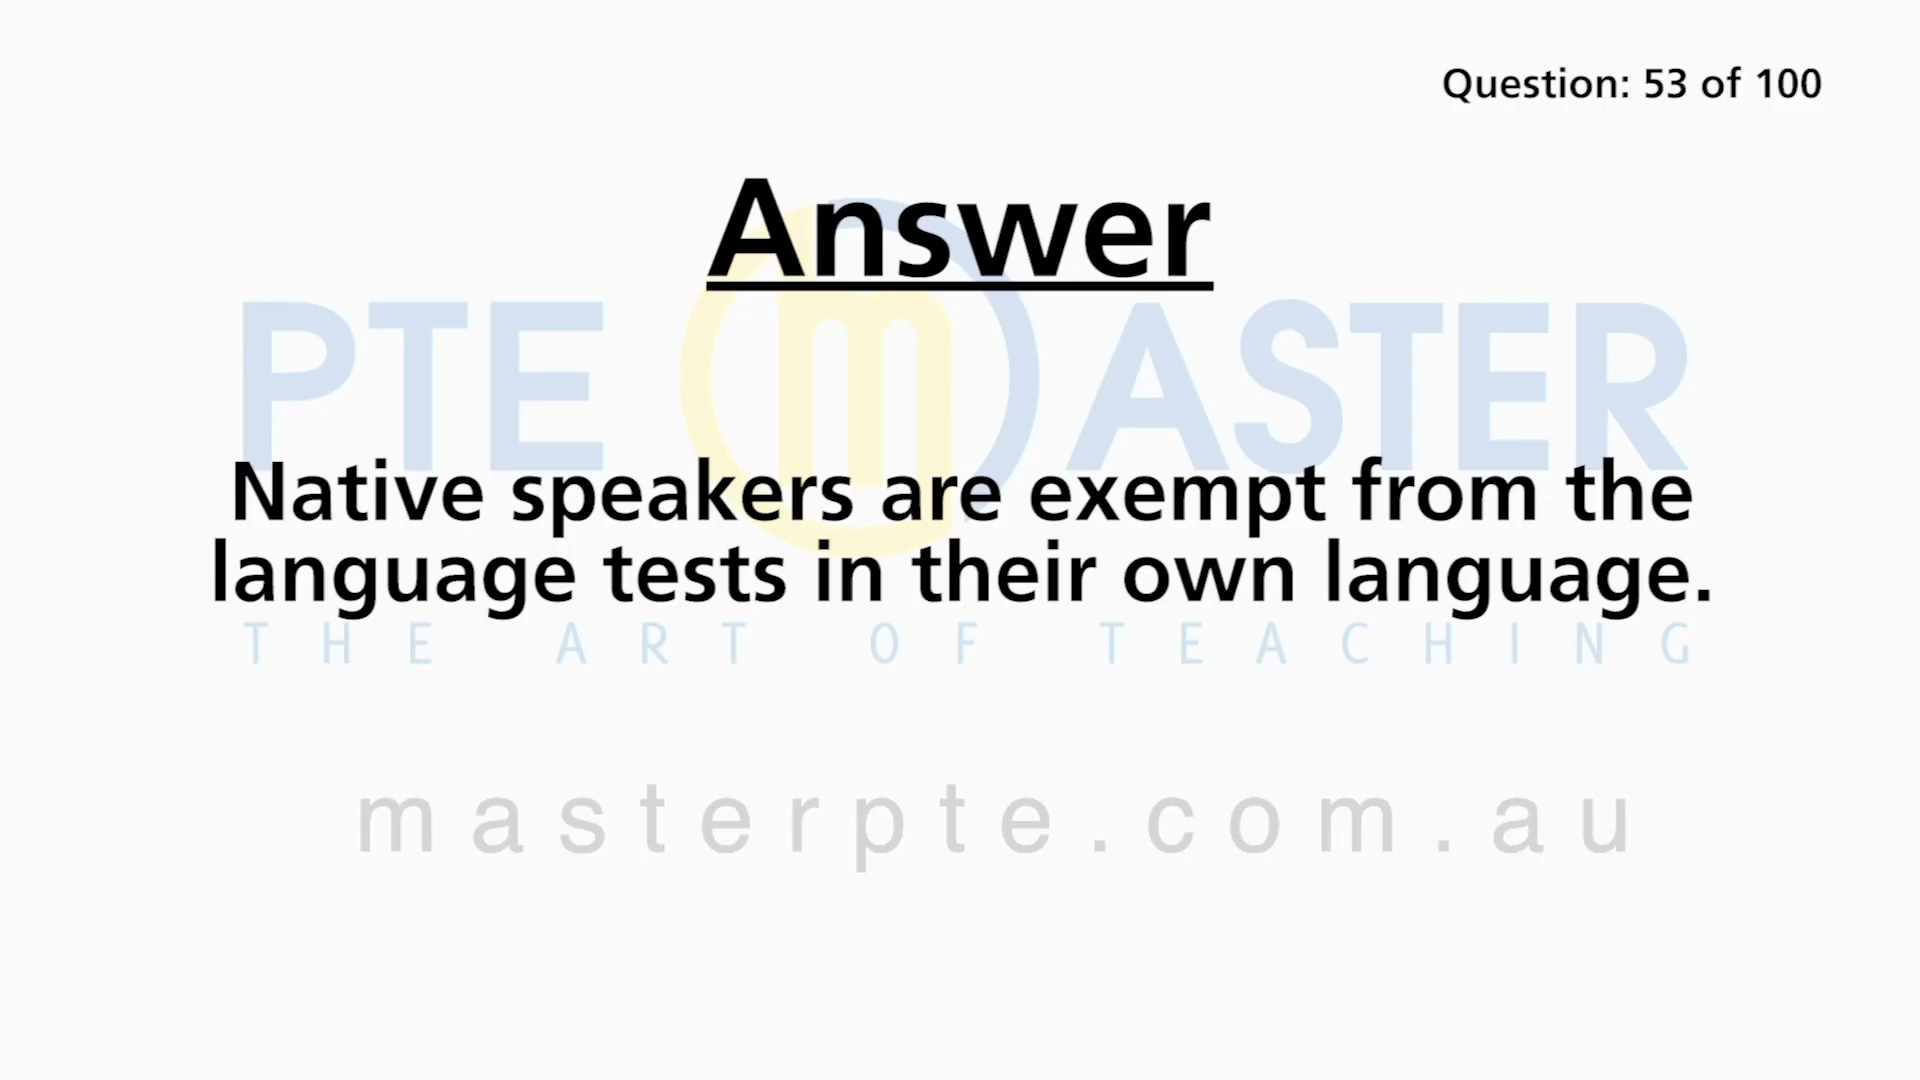 Question: 53 of 100
Answer
PTE mASTER
Native speakers are exempt from the
language tests in their own language.
THE ART OF TEACHING
masterpte.com.au